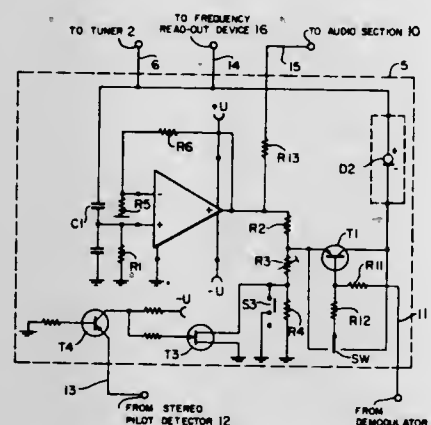 TO TUNER 2
TO FREQUENCY
READ-OUT DEVICE 16
TO AUDIO SECTION 10
6
14
15
5
+U
R6
R13
D2
+
-
R5
-
+
+
C1
R1
R2
T1
R3
R11
-U
S3
R4
R12
-U
T4
T3
SW
11
13
FROM STEREO
PILOT DETECTOR 12
FROM
DEMODULATOR